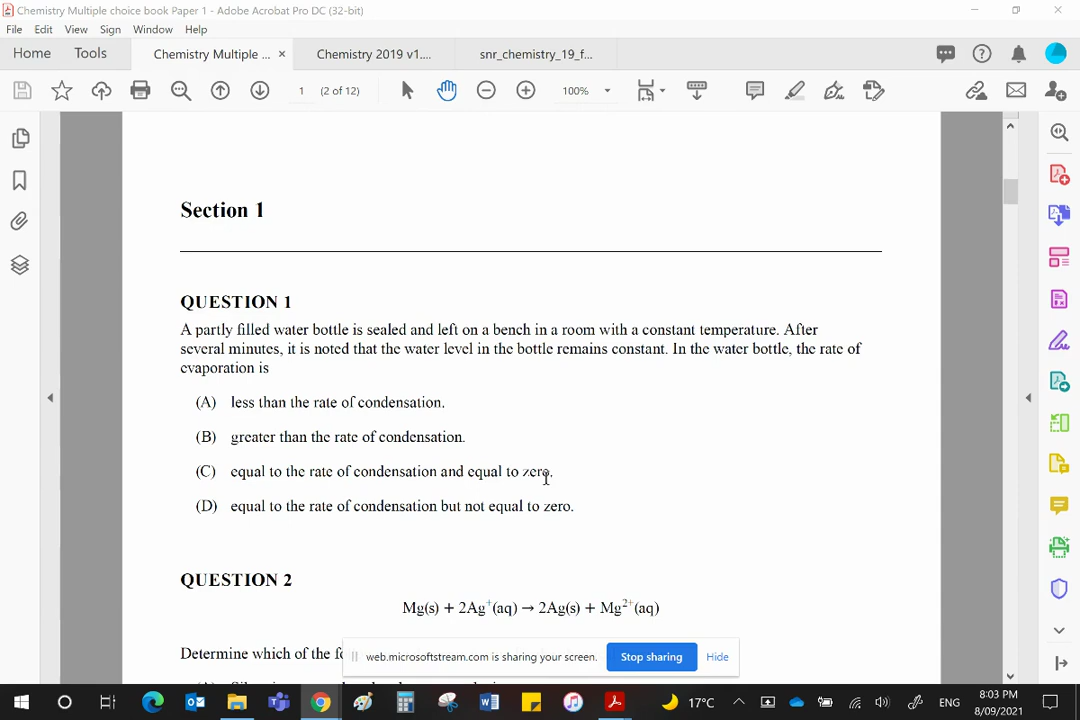 Chemistry Multiple choice book Paper 1 - Adobe Acrobat Pro DC (32-bit)
File Edit View Sign Window Help
Home Tools Chemistry Multiple ... × Chemistry 2019 v1.... snr_chemistry_19_f...
1 (2 of 12) 100%
Section 1
QUESTION 1
A partly filled water bottle is sealed and left on a bench in a room with a constant temperature. After
several minutes, it is noted that the water level in the bottle remains constant. In the water bottle, the rate of
evaporation is
(A) less than the rate of condensation.
(B) greater than the rate of condensation.
(C) equal to the rate of condensation and equal to zero.
(D) equal to the rate of condensation but not equal to zero.
QUESTION 2
Mg(s) + 2Ag⁺(aq) → 2Ag(s) + Mg²⁺(aq)
Determine which of the f
web.microsoftstream.com is sharing your screen. Stop sharing Hide
17°C ENG 8:03 PM
8/09/2021